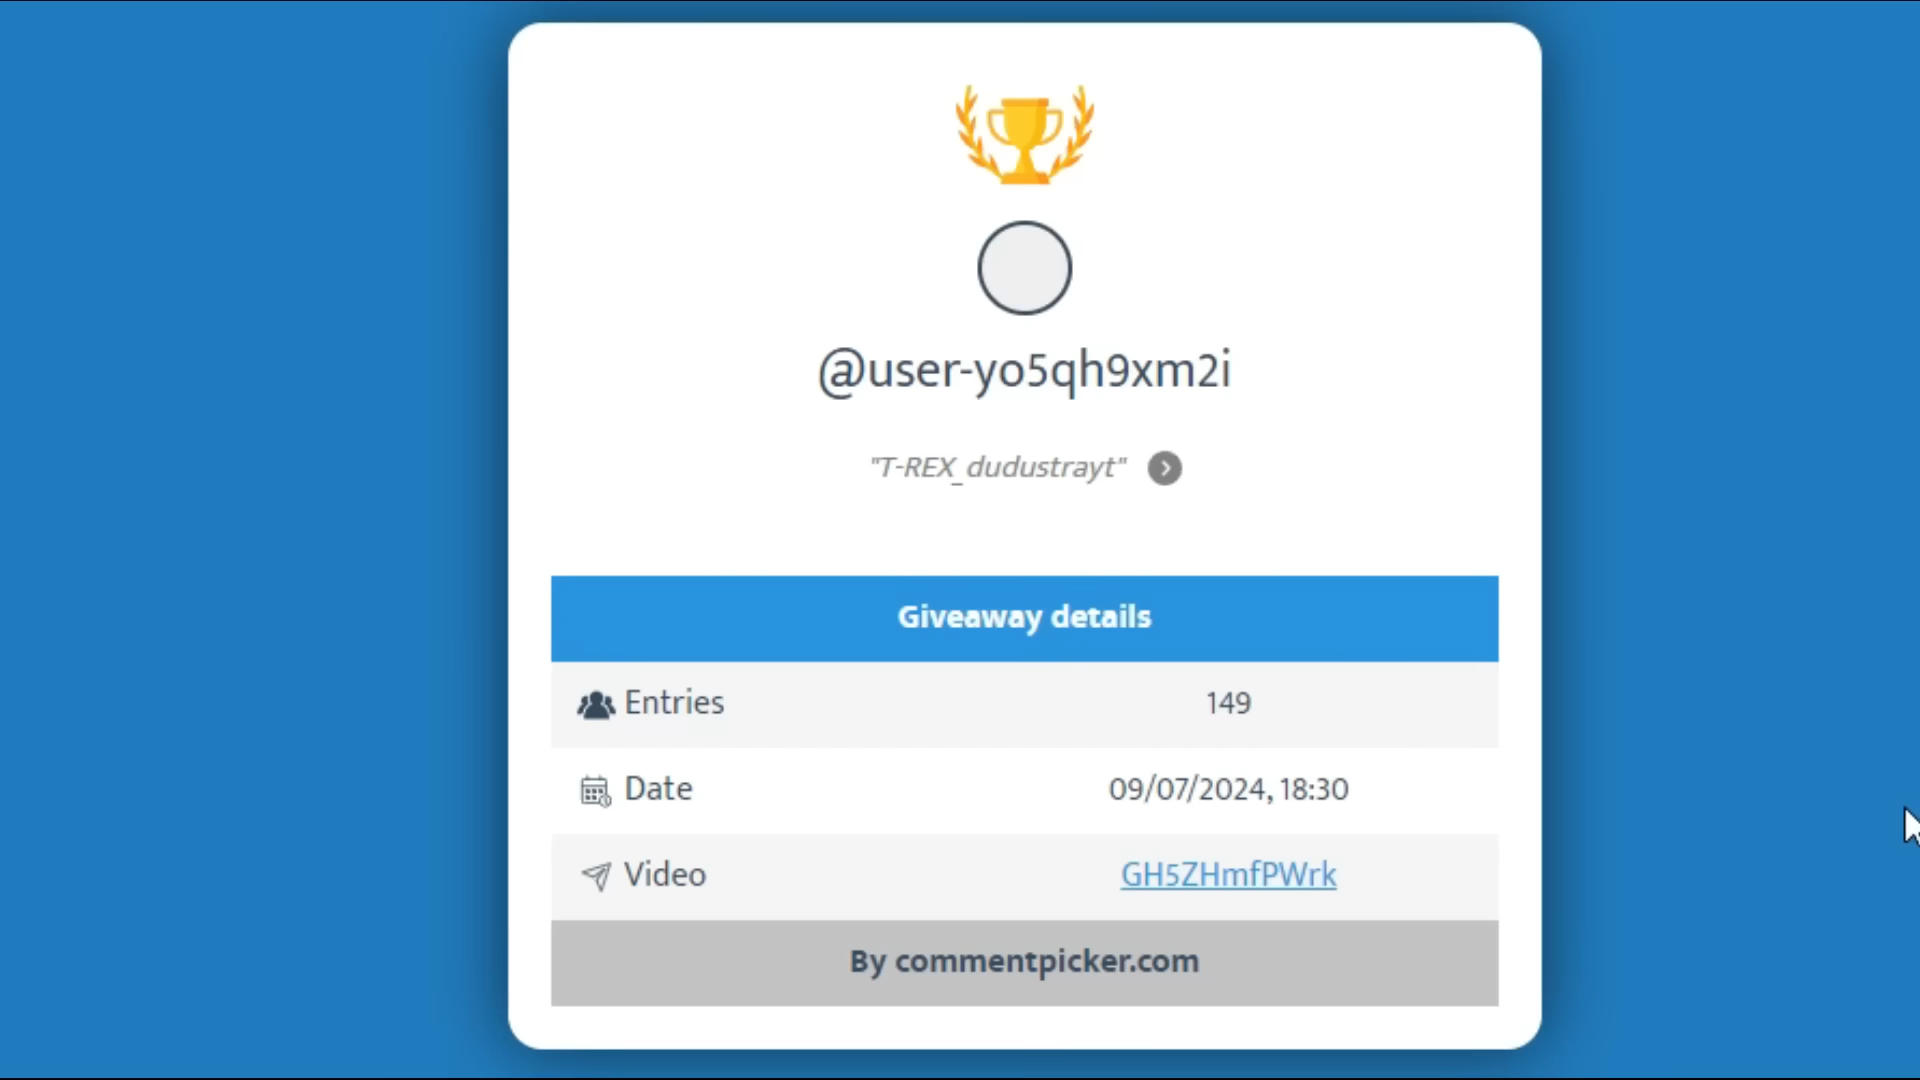 @user-yo5qh9xm2i
"T-REX_dudustrayt"
Giveaway details
Entries 149
Date 09/07/2024, 18:30
Video GH5ZHmfPWrk
By commentpicker.com